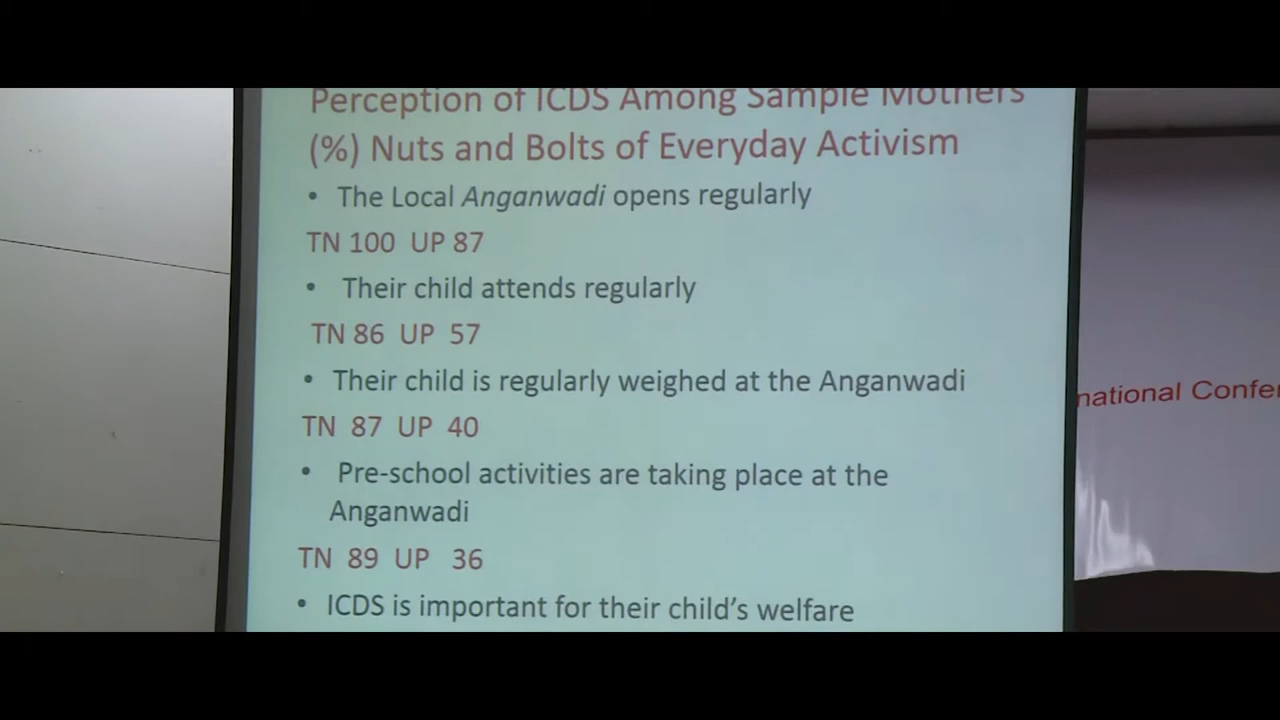 Perception of ICDS Among Sample Mothers
(%) Nuts and Bolts of Everyday Activism
• The Local Anganwadi opens regularly
TN 100 UP 87
• Their child attends regularly
TN 86 UP 57
• Their child is regularly weighed at the Anganwadi
TN 87 UP 40
• Pre-school activities are taking place at the
Anganwadi
TN 89 UP 36
• ICDS is important for their child's welfare
national Confe